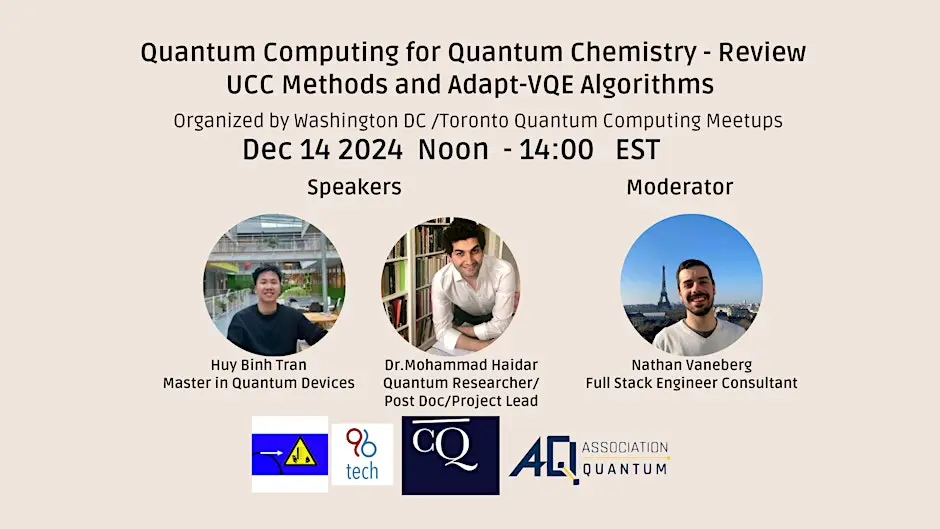 Quantum Computing for Quantum Chemistry - Review
UCC Methods and Adapt-VQE Algorithms
Organized by Washington DC /Toronto Quantum Computing Meetups
Dec 14 2024 Noon - 14:00 EST
Speakers
Moderator
Huy Binh Tran
Master in Quantum Devices
Dr.Mohammad Haidar
Quantum Researcher/
Post Doc/Project Lead
Nathan Vaneberg
Full Stack Engineer Consultant
96
tech
CQ
AQ
ASSOCIATION
QUANTUM